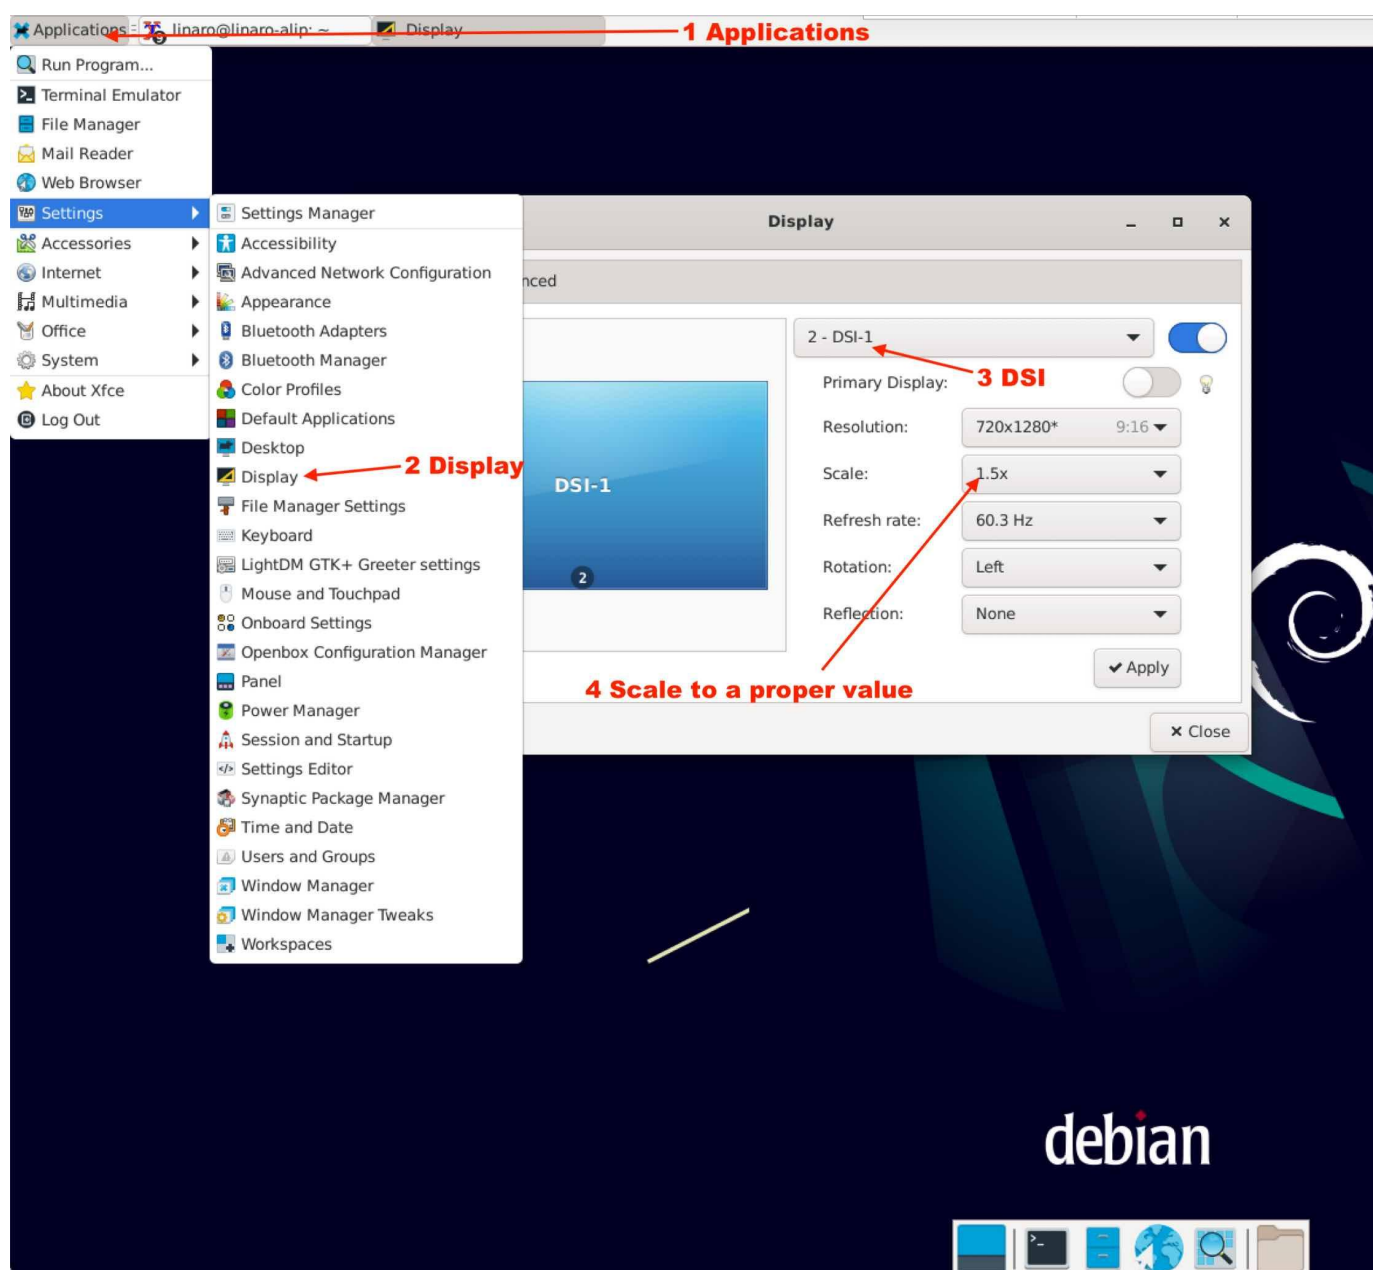 Applications
linaro@linaro-alip: ~
Display
1 Applications
Run Program...
Terminal Emulator
File Manager
Mail Reader
Web Browser
Settings
Accessories
Internet
Multimedia
Office
System
About Xfce
Log Out
Settings Manager
Accessibility
Advanced Network Configuration
Appearance
Bluetooth Adapters
Bluetooth Manager
Color Profiles
Default Applications
Desktop
Display
File Manager Settings
Keyboard
LightDM GTK+ Greeter settings
Mouse and Touchpad
Onboard Settings
Openbox Configuration Manager
Panel
Power Manager
Session and Startup
Settings Editor
Synaptic Package Manager
Time and Date
Users and Groups
Window Manager
Window Manager Tweaks
Workspaces
2 Display
Display
nced
DSI-1
2
2 - DSI-1
3 DSI
Primary Display:
Resolution: 720x1280* 9:16
Scale: 1.5x
Refresh rate: 60.3 Hz
Rotation: Left
Reflection: None
Apply
4 Scale to a proper value
Close
debian